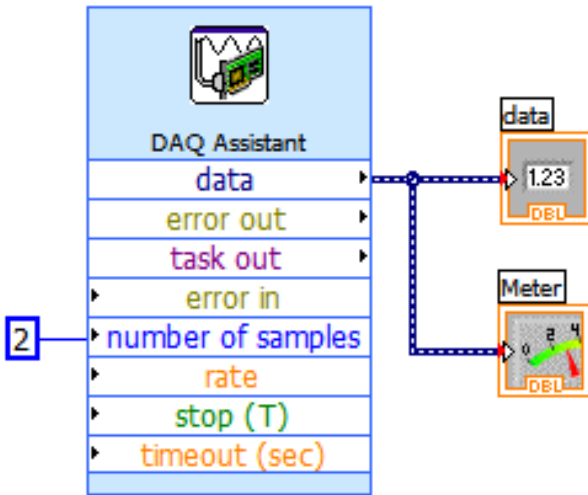 DAQ Assistant
data
error out
task out
error in
2
number of samples
rate
stop (T)
timeout (sec)
data
1.23
DBL
Meter
0 2 4
DBL